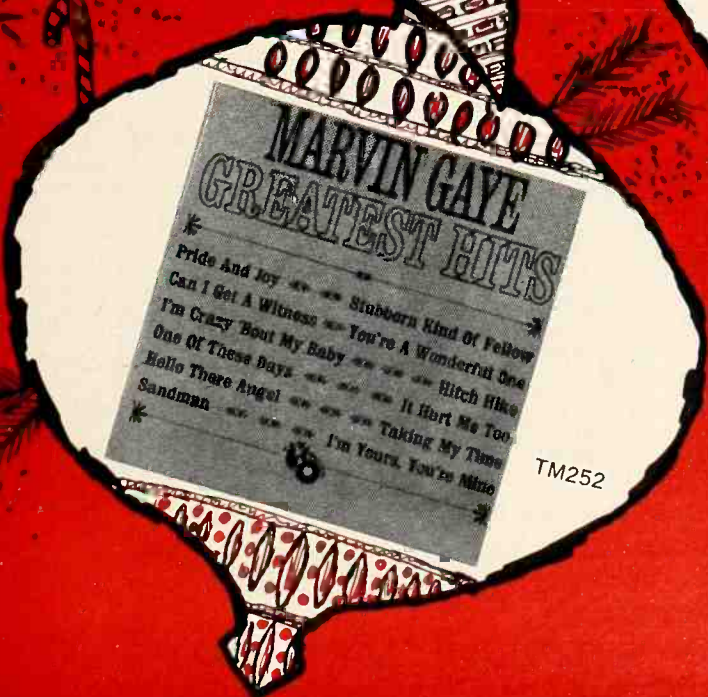 MARVIN GAYE
GREATEST HITS
Pride And Joy Stubborn Kind Of Fellow
Can I Get A Witness You're A Wonderful One
I'm Crazy 'Bout My Baby Hitch Hike
One Of These Days It Hurt Me Too
Hello There Angel Taking My Time
Sandman I'm Yours, You're Mine
TM252